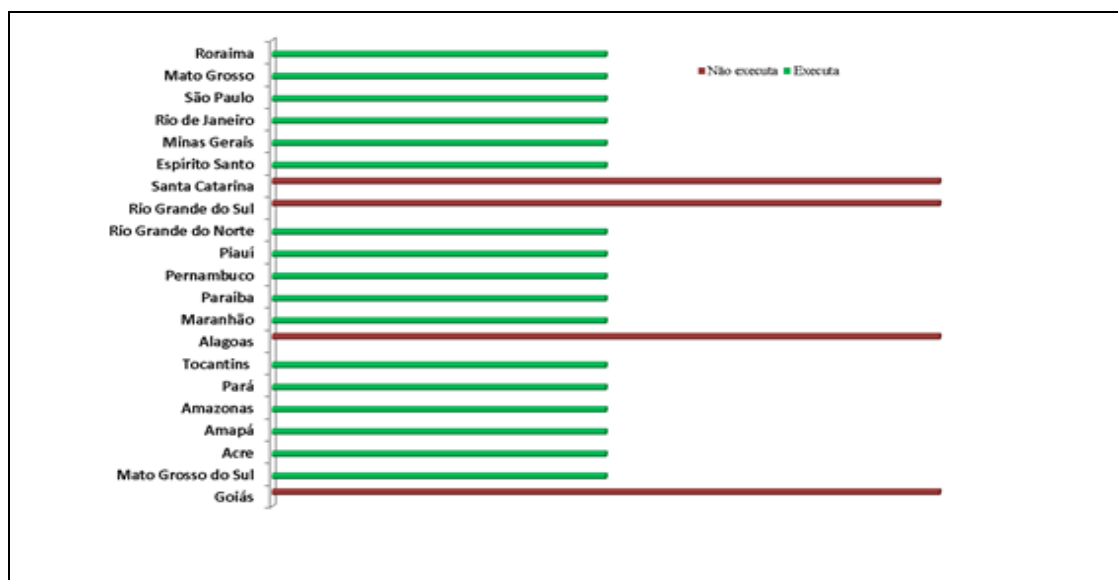 Roraima
Mato Grosso
São Paulo
Rio de Janeiro
Minas Gerais
Espirito Santo
Santa Catarina
Rio Grande do Sul
Rio Grande do Norte
Piaui
Pernambuco
Paraiba
Maranhão
Alagoas
Tocantins
Pará
Amazonas
Amapá
Acre
Mato Grosso do Sul
Goiás
Não executa Executa